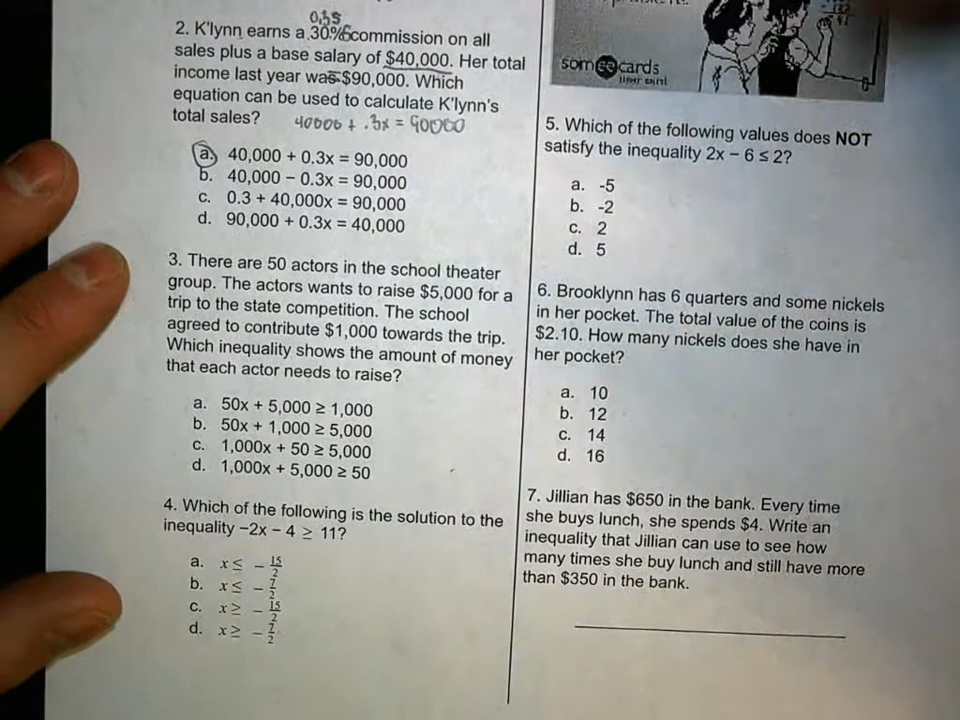 0.3s
2. K'lynn earns a 30% commission on all
sales plus a base salary of $40,000. Her total
income last year was $90,000. Which
equation can be used to calculate K'lynn's
total sales? 40000 + .3x = 90000
a. 40,000 + 0.3x = 90,000
b. 40,000 – 0.3x = 90,000
c. 0.3 + 40,000x = 90,000
d. 90,000 + 0.3x = 40,000
3. There are 50 actors in the school theater
group. The actors wants to raise $5,000 for a
trip to the state competition. The school
agreed to contribute $1,000 towards the trip.
Which inequality shows the amount of money
that each actor needs to raise?
a. 50x + 5,000 ≥ 1,000
b. 50x + 1,000 ≥ 5,000
c. 1,000x + 50 ≥ 5,000
d. 1,000x + 5,000 ≥ 50
4. Which of the following is the solution to the
inequality −2x – 4 ≥ 11?
a. x ≤ − 15/2
b. x ≤ − 7/2
c. x ≥ − 15/2
d. x ≥ − 7/2
someecards
user card
5. Which of the following values does NOT
satisfy the inequality 2x – 6 ≤ 2?
a. -5
b. -2
c. 2
d. 5
6. Brooklynn has 6 quarters and some nickels
in her pocket. The total value of the coins is
$2.10. How many nickels does she have in
her pocket?
a. 10
b. 12
c. 14
d. 16
7. Jillian has $650 in the bank. Every time
she buys lunch, she spends $4. Write an
inequality that Jillian can use to see how
many times she buy lunch and still have more
than $350 in the bank.